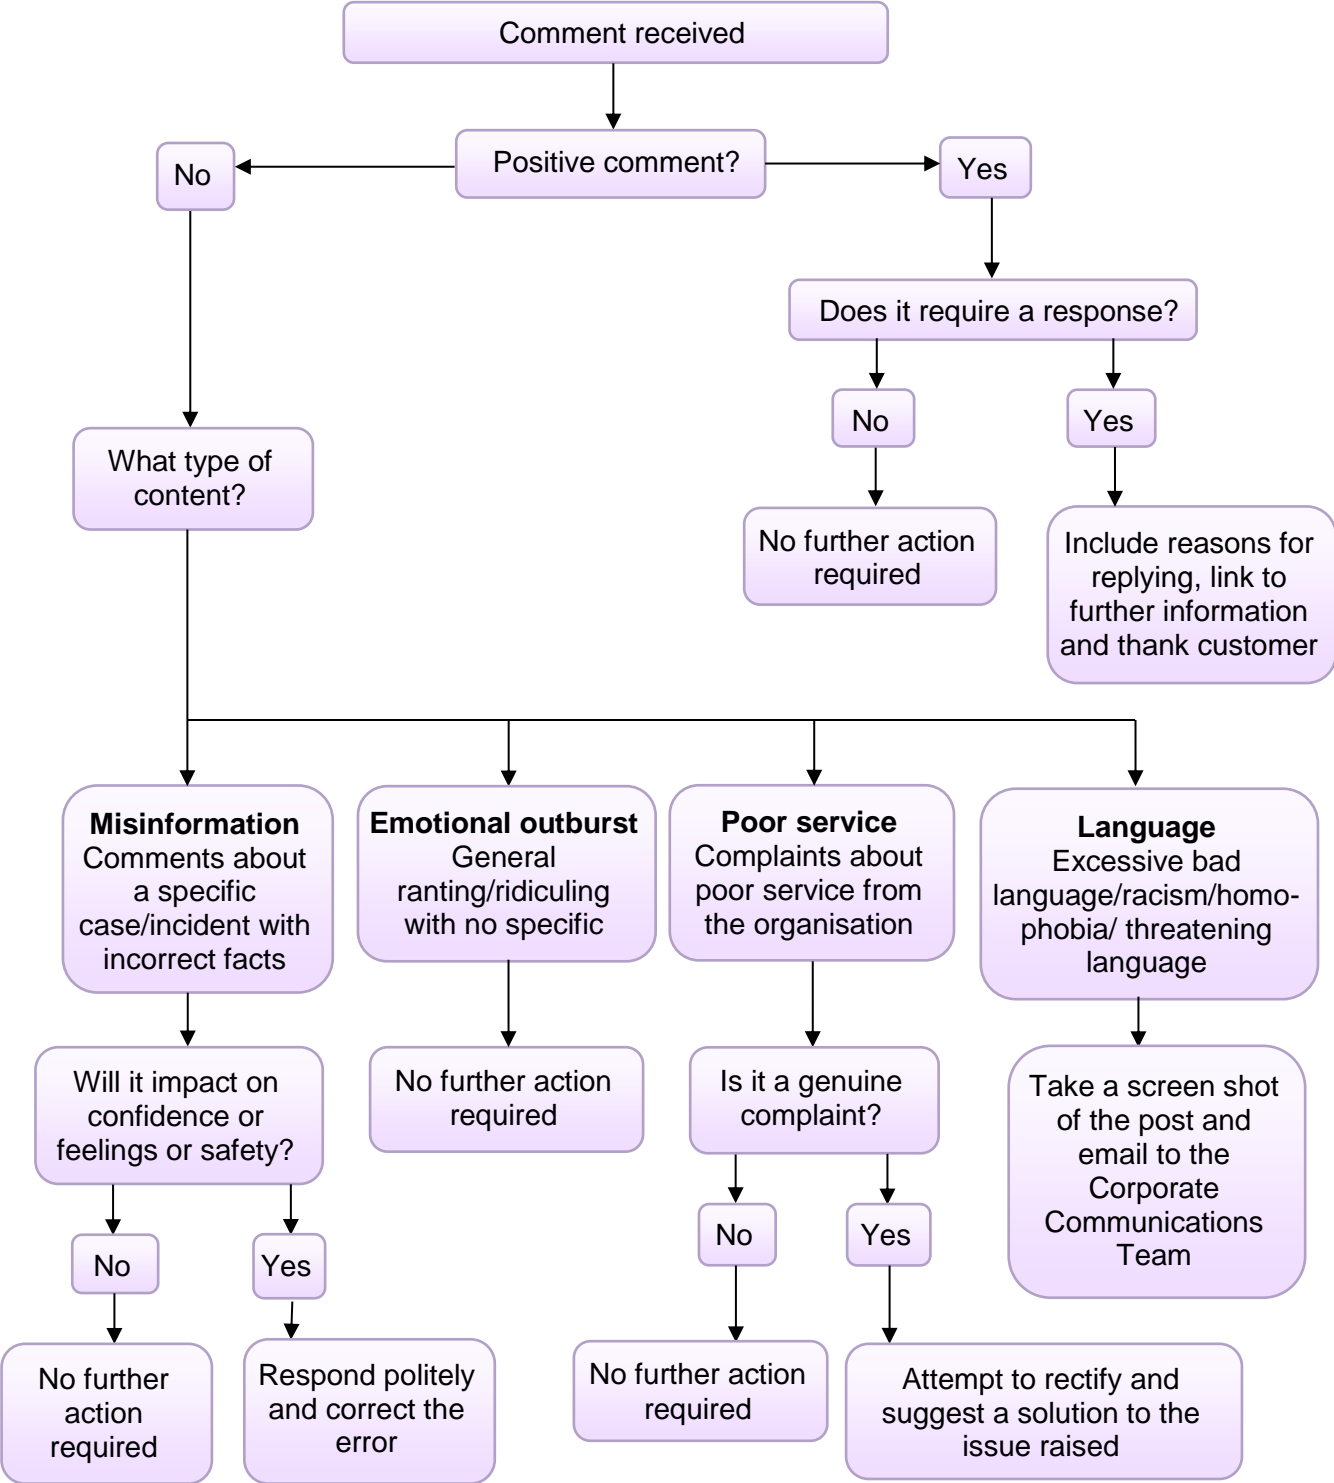 Comment received
Positive comment?
No
Yes
Does it require a response?
No
Yes
What type of
content?
No further action
required
Include reasons for
replying, link to
further information
and thank customer
Misinformation
Comments about
a specific
case/incident with
incorrect facts
Emotional outburst
General
ranting/ridiculing
with no specific
Poor service
Complaints about
poor service from
the organisation
Language
Excessive bad
language/racism/homo-
phobia/ threatening
language
Will it impact on
confidence or
feelings or safety?
No further action
required
Is it a genuine
complaint?
Take a screen shot
of the post and
email to the
Corporate
Communications
Team
No
Yes
No
Yes
No further
action
required
Respond politely
and correct the
error
No further action
required
Attempt to rectify and
suggest a solution to the
issue raised